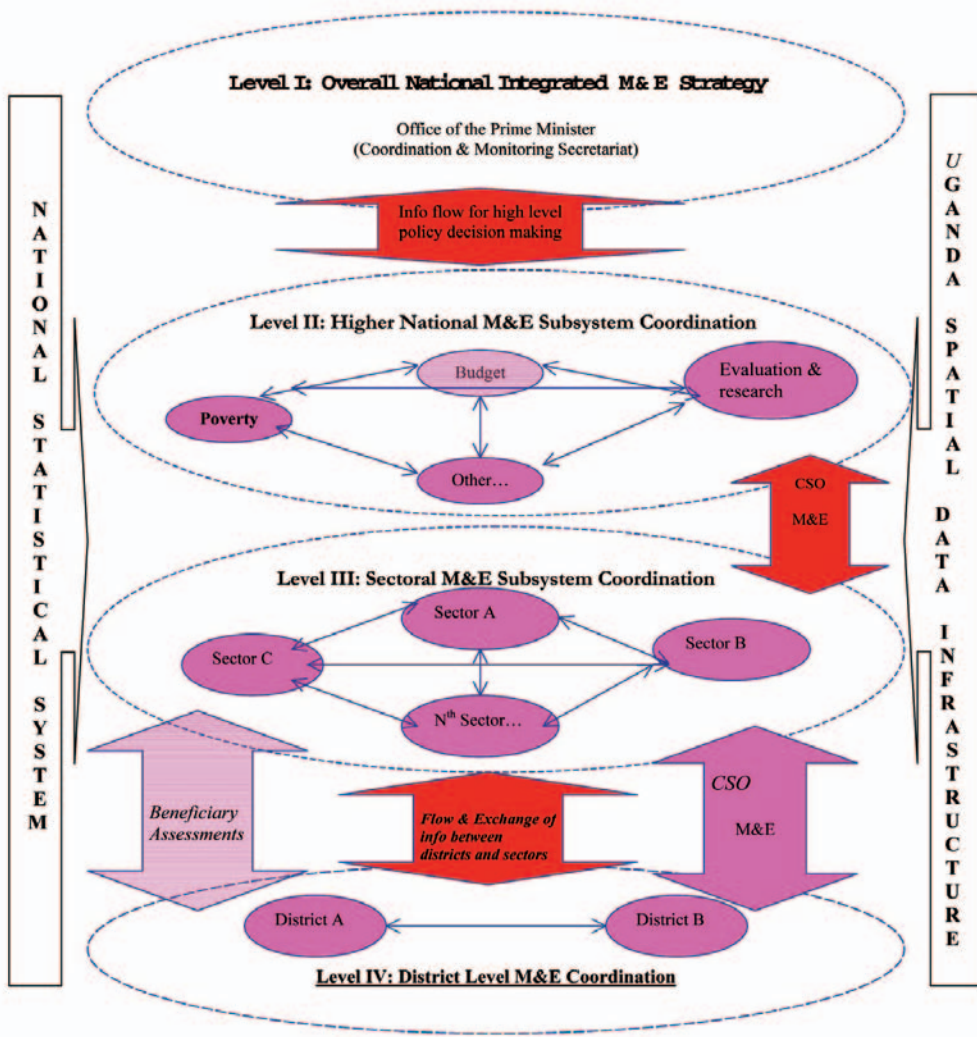 Level I: Overall National Integrated M&E Strategy
Office of the Prime Minister
(Coordination & Monitoring Secretariat)
Info flow for high level
policy decision making
NATIONAL STATISTICAL SYSTEM
UGANDA SPATIAL DATA INFRASTRUCTURE
Level II: Higher National M&E Subsystem Coordination
Budget
Evaluation &
research
Poverty
Other…
CSO
M&E
Level III: Sectoral M&E Subsystem Coordination
Sector A
Sector B
Sector C
Nth Sector…
Beneficiary
Assessments
Flow & Exchange of
info between
districts and sectors
CSO
M&E
District A
District B
Level IV: District Level M&E Coordination